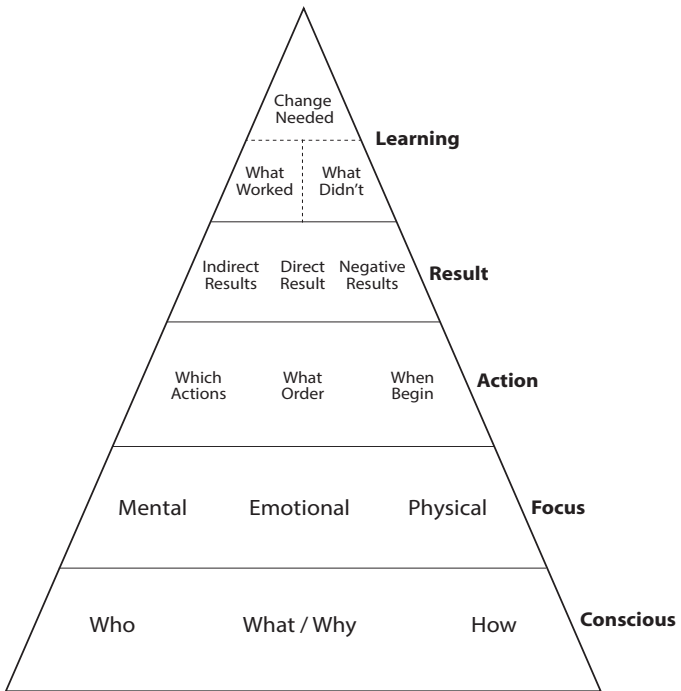 Change
Needed
Learning
What What
Worked Didn't
Indirect Direct Negative
Results Result Results
Result
Which What When
Actions Order Begin
Action
Mental Emotional Physical
Focus
Who What / Why How
Conscious